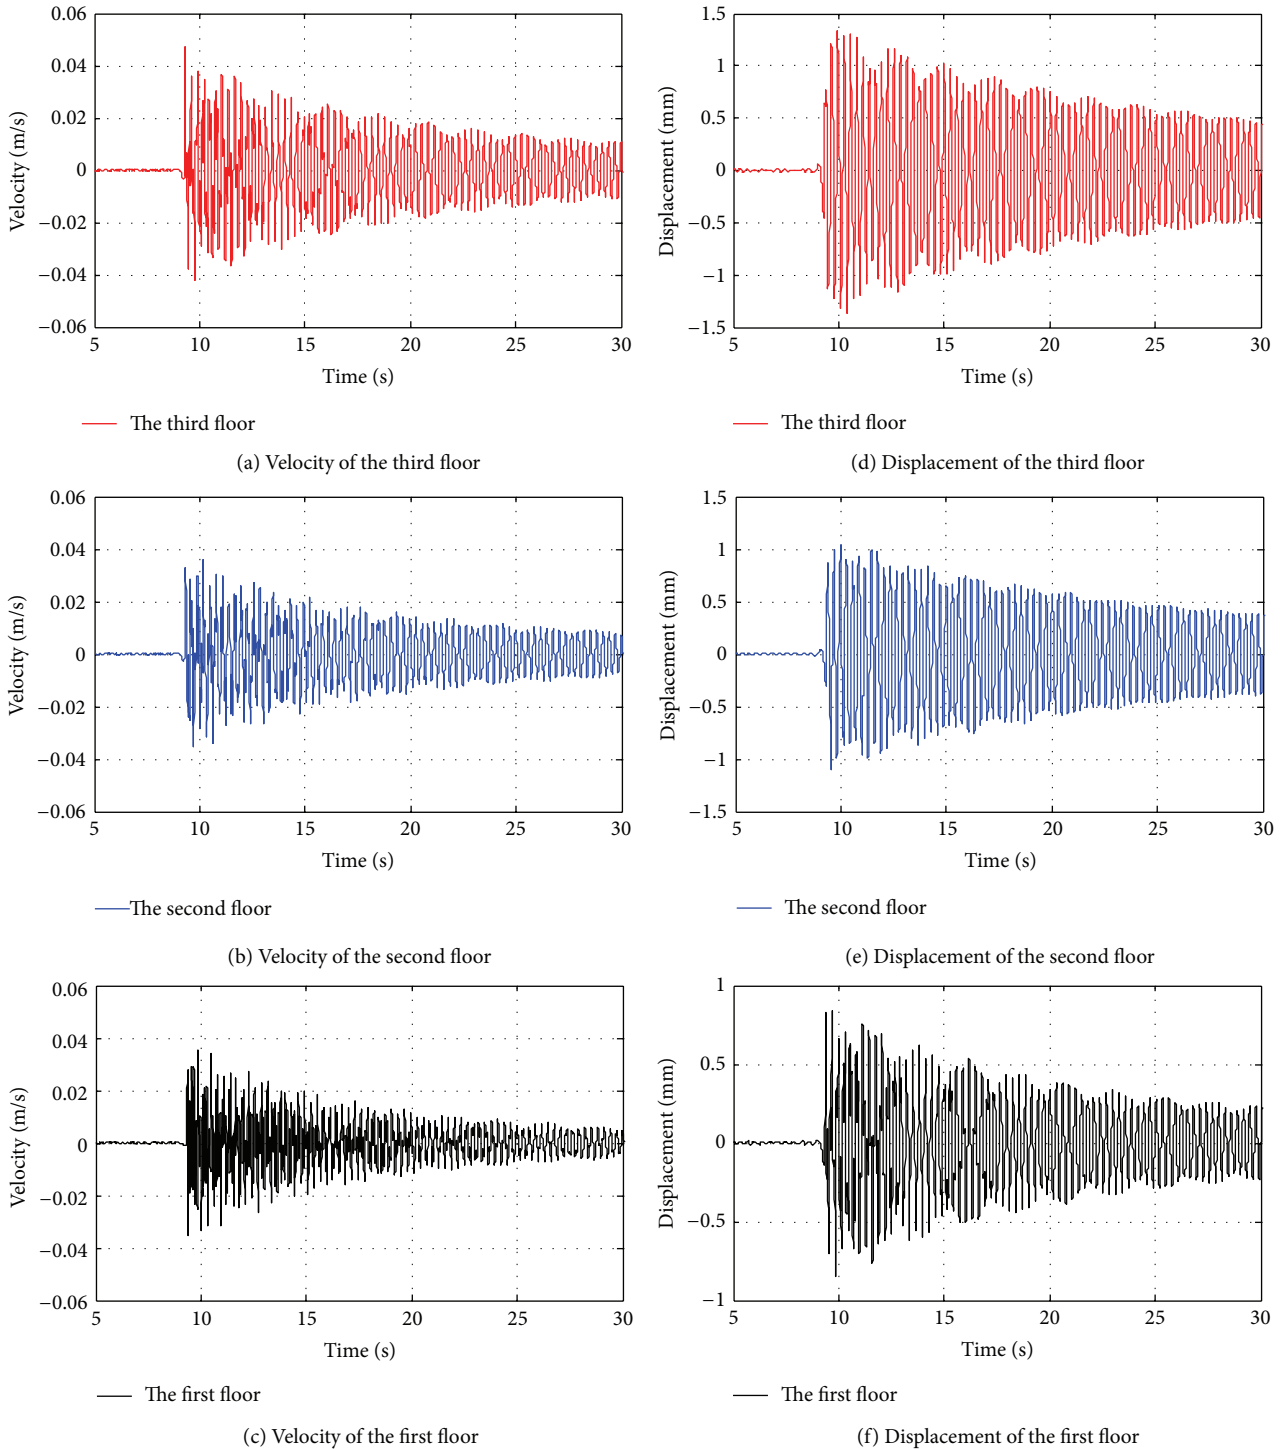 0.06
0.04
0.02
0
−0.02
−0.04
−0.06
Velocity (m/s)
5 10 15 20 25 30
Time (s)
The third floor
(a) Velocity of the third floor
1.5
1
0.5
0
−0.5
−1
−1.5
Displacement (mm)
5 10 15 20 25 30
Time (s)
The third floor
(d) Displacement of the third floor
0.06
0.04
0.02
0
−0.02
−0.04
−0.06
Velocity (m/s)
5 10 15 20 25 30
Time (s)
The second floor
(b) Velocity of the second floor
1.5
1
0.5
0
−0.5
−1
−1.5
Displacement (mm)
5 10 15 20 25 30
Time (s)
The second floor
(e) Displacement of the second floor
0.06
0.04
0.02
0
−0.02
−0.04
−0.06
Velocity (m/s)
5 10 15 20 25 30
Time (s)
The first floor
(c) Velocity of the first floor
1
0.5
0
−0.5
−1
Displacement (mm)
5 10 15 20 25 30
Time (s)
The first floor
(f) Displacement of the first floor